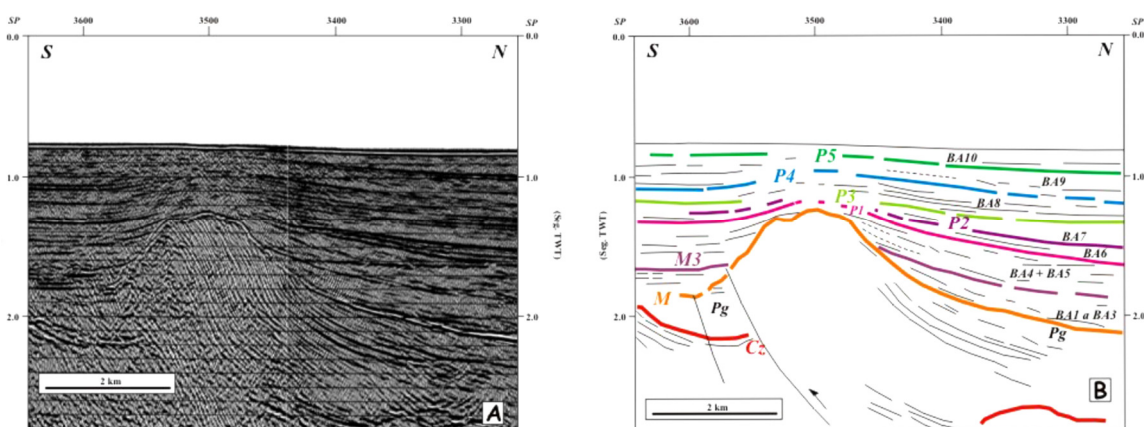 SP 3600 3500 3400 3300 SP
0.0 0.0
S N
1.0 1.0
(Seg. TWT)
2.0 2.0
2 km
A
SP 3600 3500 3400 3300 SP
0.0 0.0
S N
P5 BA10
P4 BA9
1.0 1.0
P3 BA8
P1 P2
BA7
(Seg. TWT)
BA6
M3 BA4 + BA5
M Pg
BA1 a BA3
2.0 2.0
Pg
Cz
2 km
B